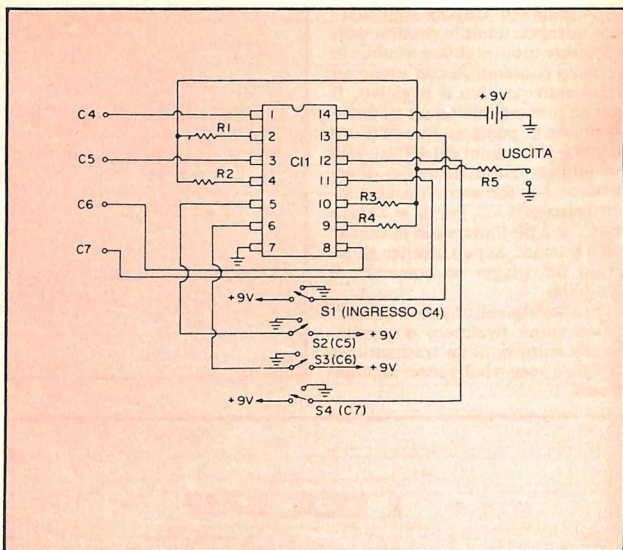 + 9V
C4
1
14
R1
2
13
C5
3
12
USCITA
R2
4
CI1
11
R5
C6
5
10
R3
6
9
R4
C7
7
8
+9V
S1 (INGRESSO C4)
S2(C5)
+ 9V
S3(C6)
+ 9V
+9V
S4 (C7)